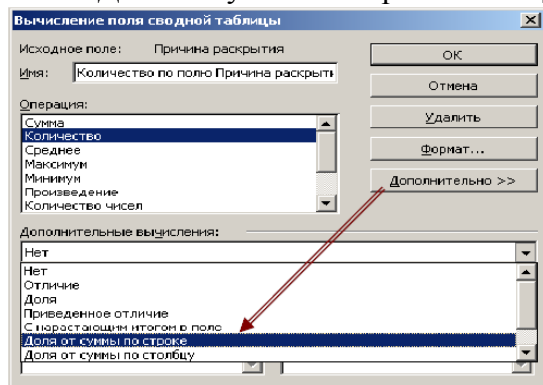 Вычисление поля сводной таблицы
Исходное поле: Причина раскрытия
OK
Имя: Количество по полю Причина раскрыти
Отмена
Операция:
Удалить
Сумма
Количество
Среднее
Формат...
Максимум
Минимум
Дополнительно >>
Произведение
Количество чисел
Дополнительные вычисления:
Нет
Нет
Отличие
Доля
Приведенное отличие
С нарастающим итогом в поле
Доля от суммы по строке
Доля от суммы по столбцу